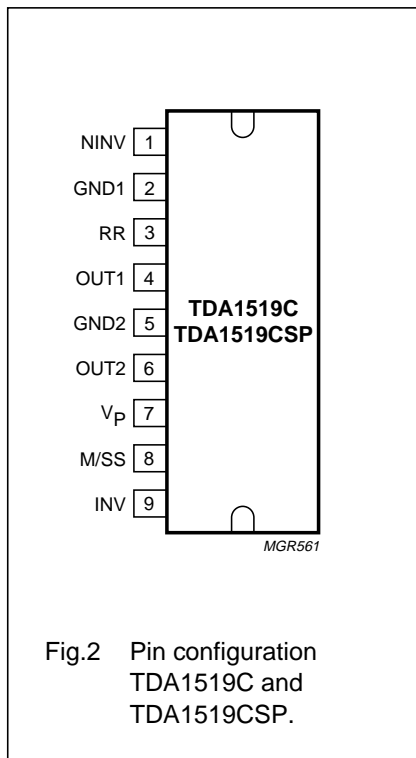 NINV 1
GND1 2
RR 3
OUT1 4
GND2 5
OUT2 6
VP 7
M/SS 8
INV 9
TDA1519C
TDA1519CSP
MGR561
Fig.2 Pin configuration
TDA1519C and
TDA1519CSP.